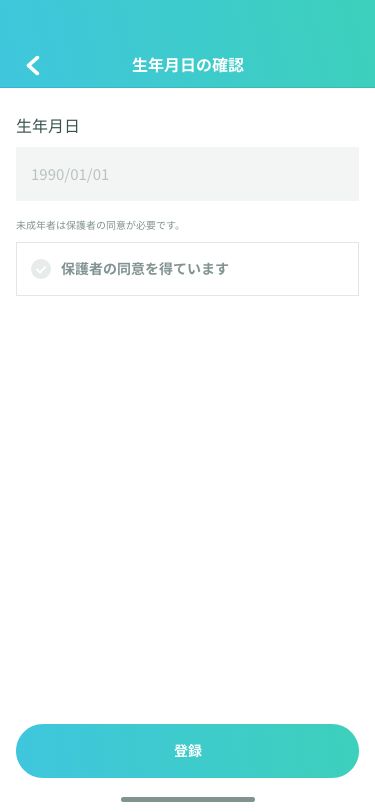 生年月日の確認
生年月日
1990/01/01
未成年者は保護者の同意が必要です。
保護者の同意を得ています
登録